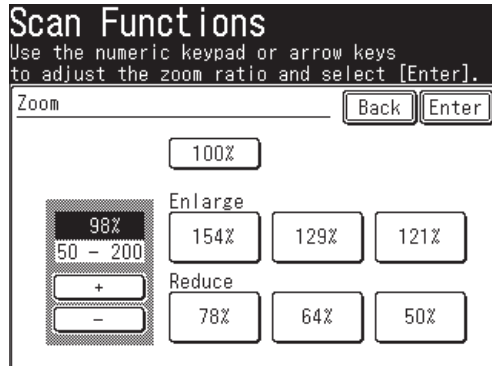 Scan Functions
Use the numeric keypad or arrow keys
to adjust the zoom ratio and select [Enter].
Zoom
Back
Enter
100%
98%
50 - 200
+
-
Enlarge
154%
129%
121%
Reduce
78%
64%
50%